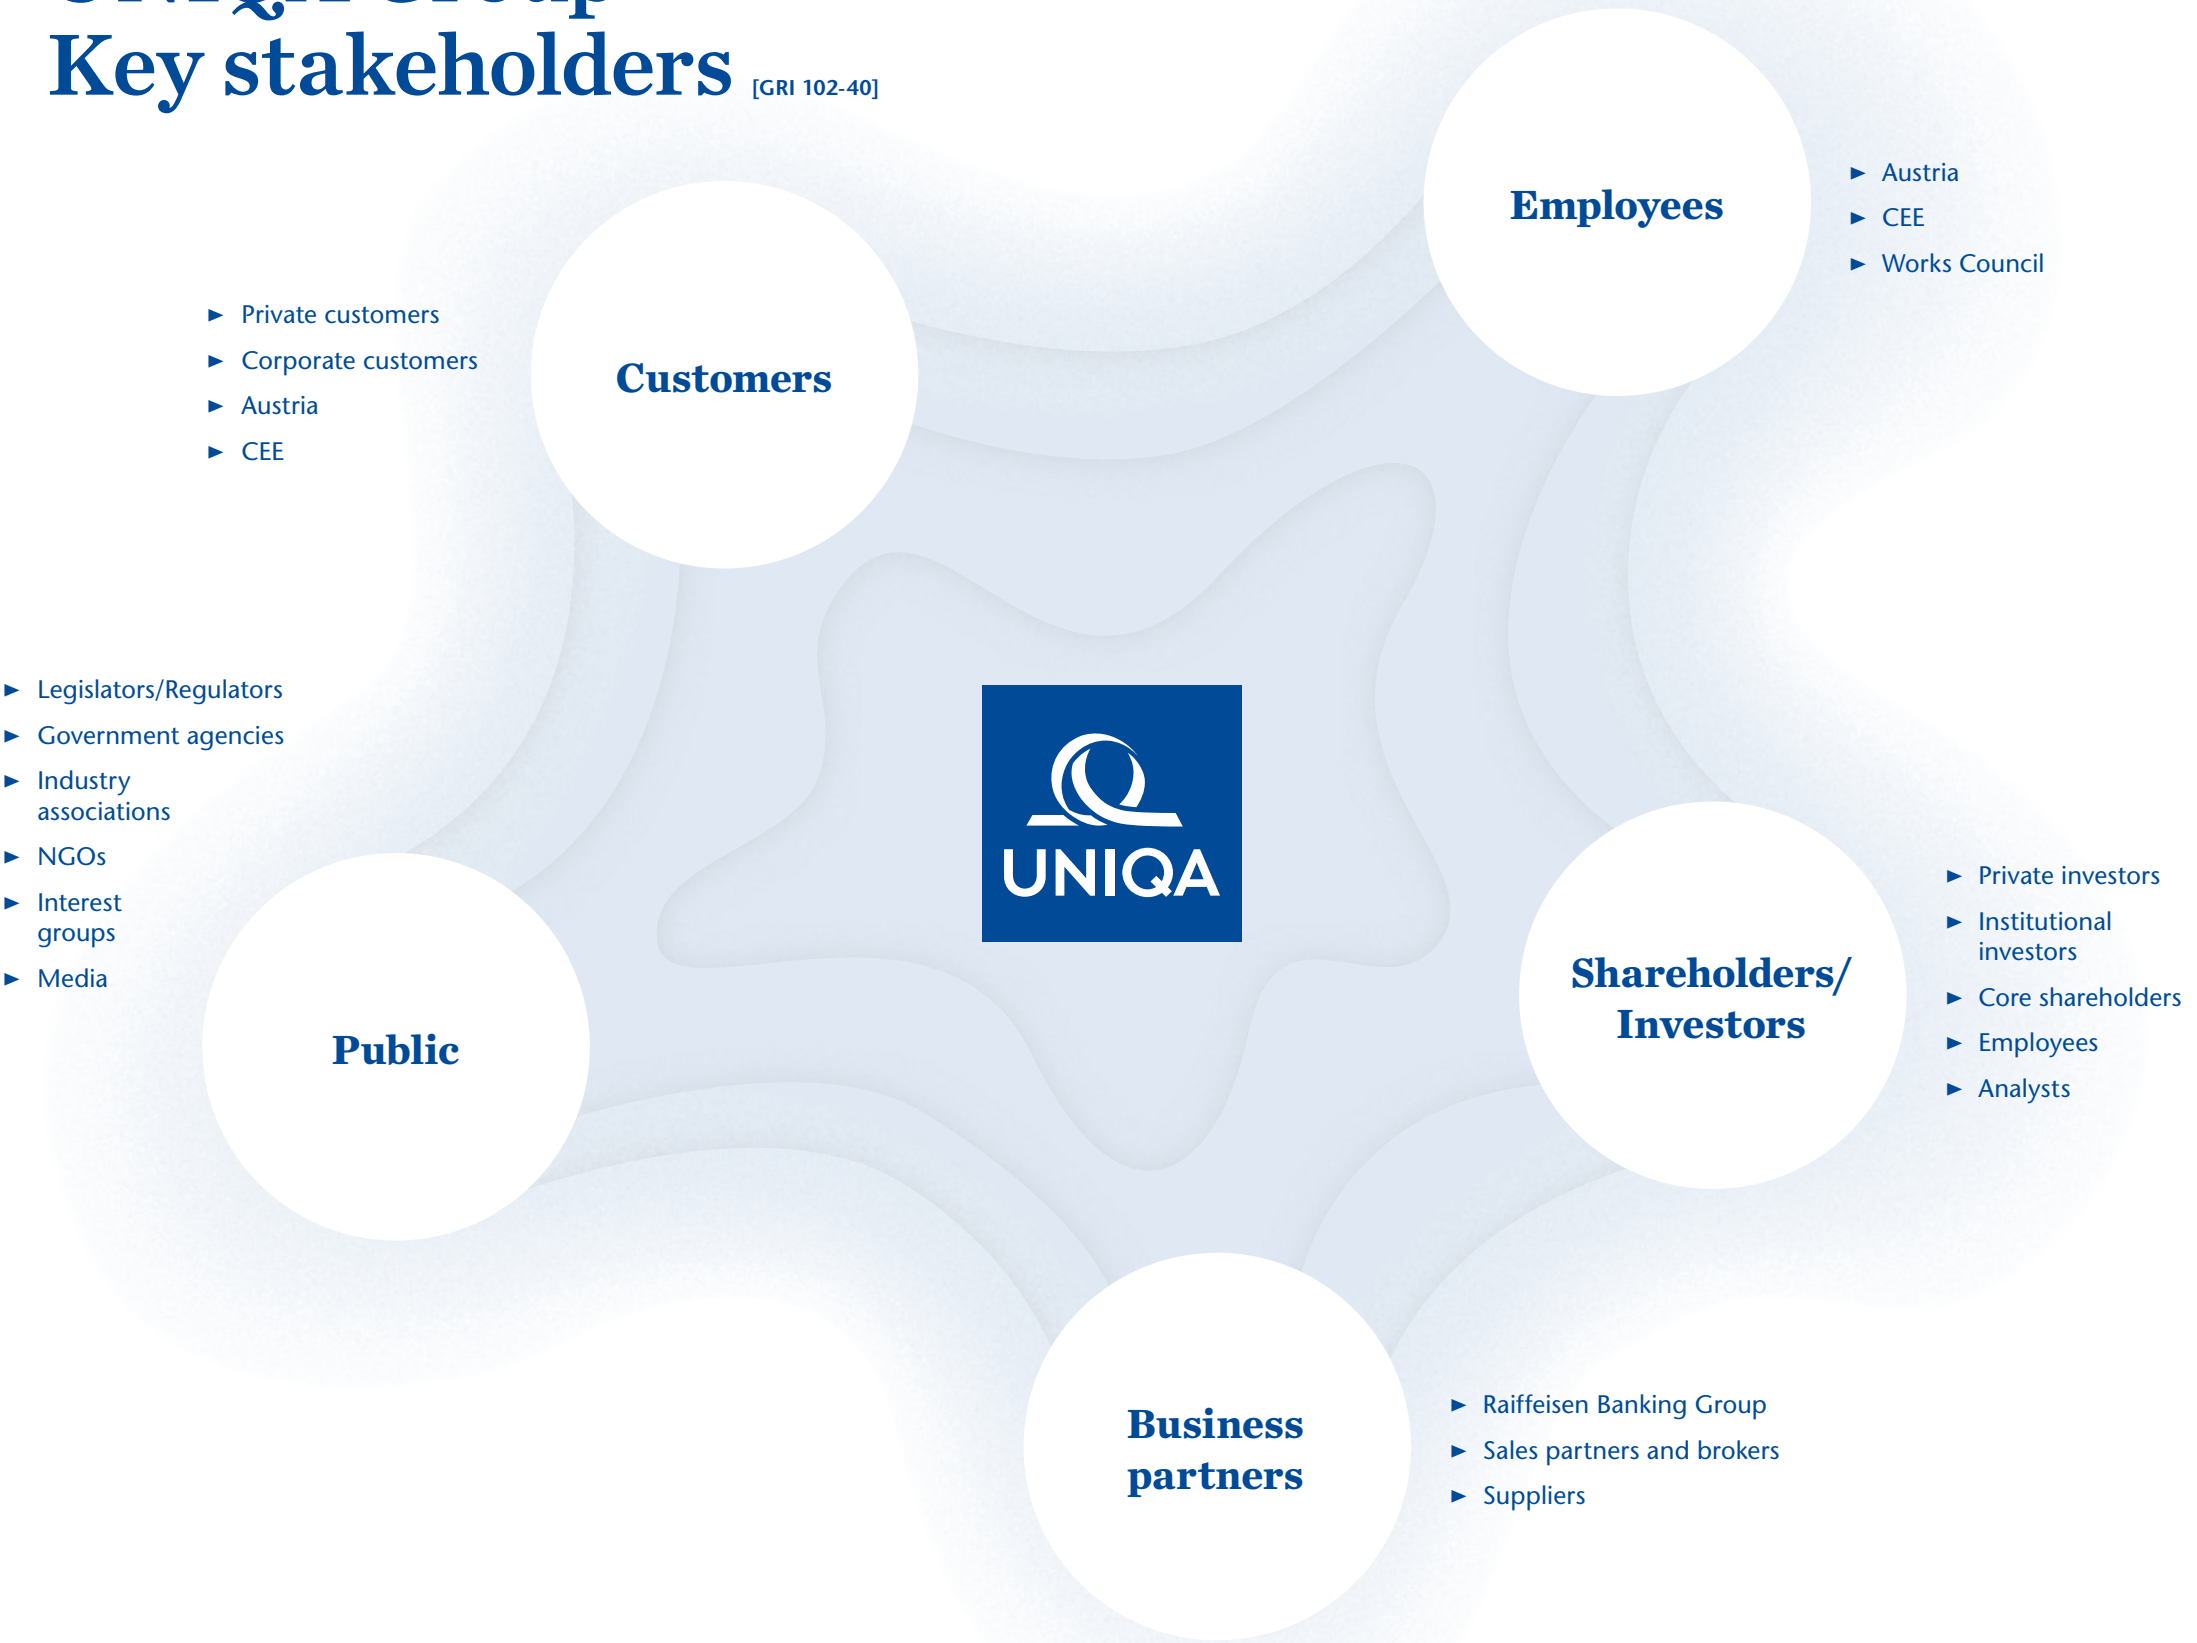 UNIQA Group
Key stakeholders [GRI 102-40]
Employees
► Austria
► CEE
► Works Council
Customers
► Private customers
► Corporate customers
► Austria
► CEE
► Legislators/Regulators
► Government agencies
► Industry
associations
► NGOs
► Interest
groups
► Media
Public
UNIQA
Shareholders/
Investors
► Private investors
► Institutional
investors
► Core shareholders
► Employees
► Analysts
Business
partners
► Raiffeisen Banking Group
► Sales partners and brokers
► Suppliers